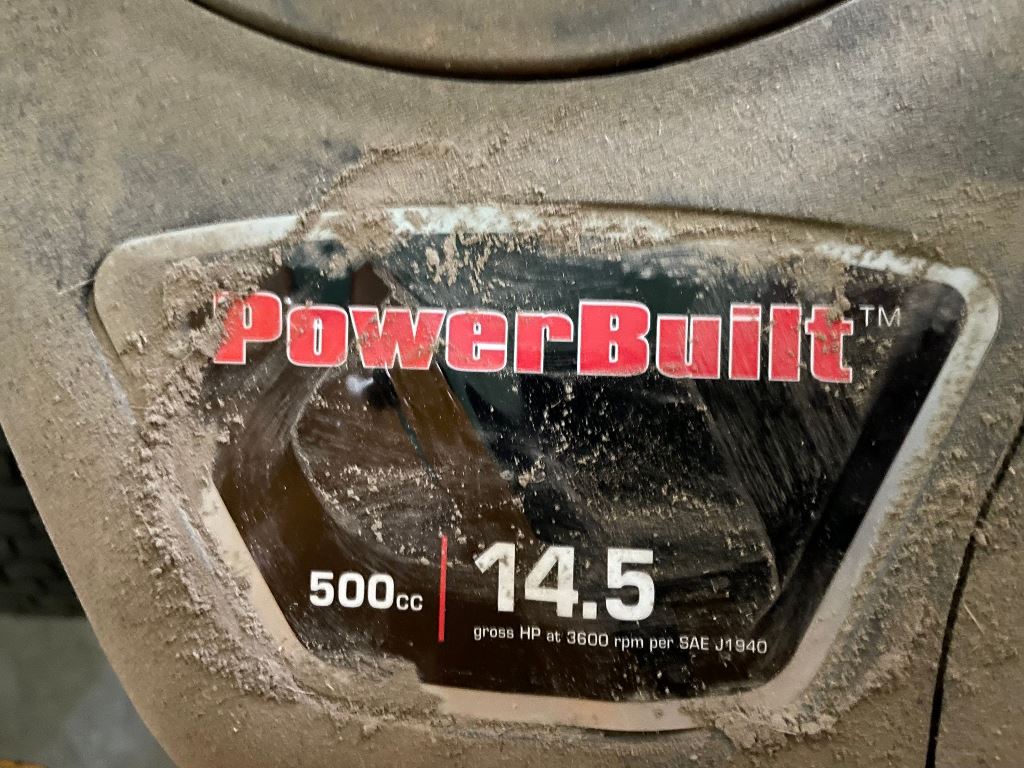 PowerBuilt™
500cc
14.5
gross HP at 3600 rpm per SAE J1940